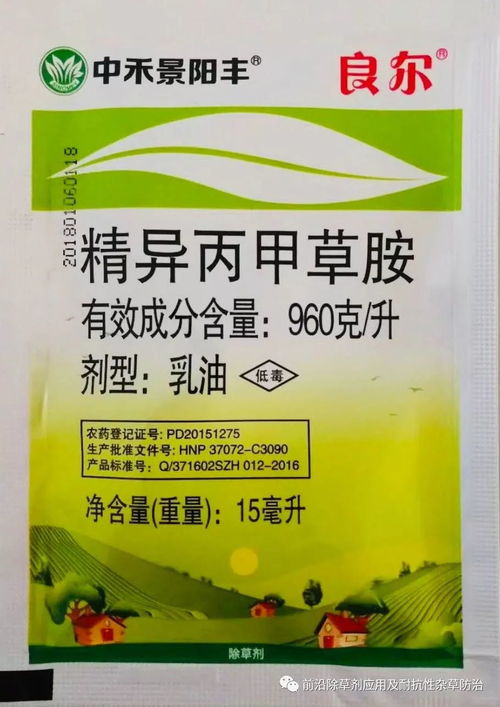 中禾景阳丰®
良尔®
201801060118
精异丙甲草胺
有效成分含量：960克/升
剂型：乳油 低毒
农药登记证号：PD20151275
生产批准文件号：HNP 37072-C3090
产品标准号：Q/371602SZH 012-2016
净含量(重量)：15毫升
除草剂
前沿除草剂应用及耐抗性杂草防治